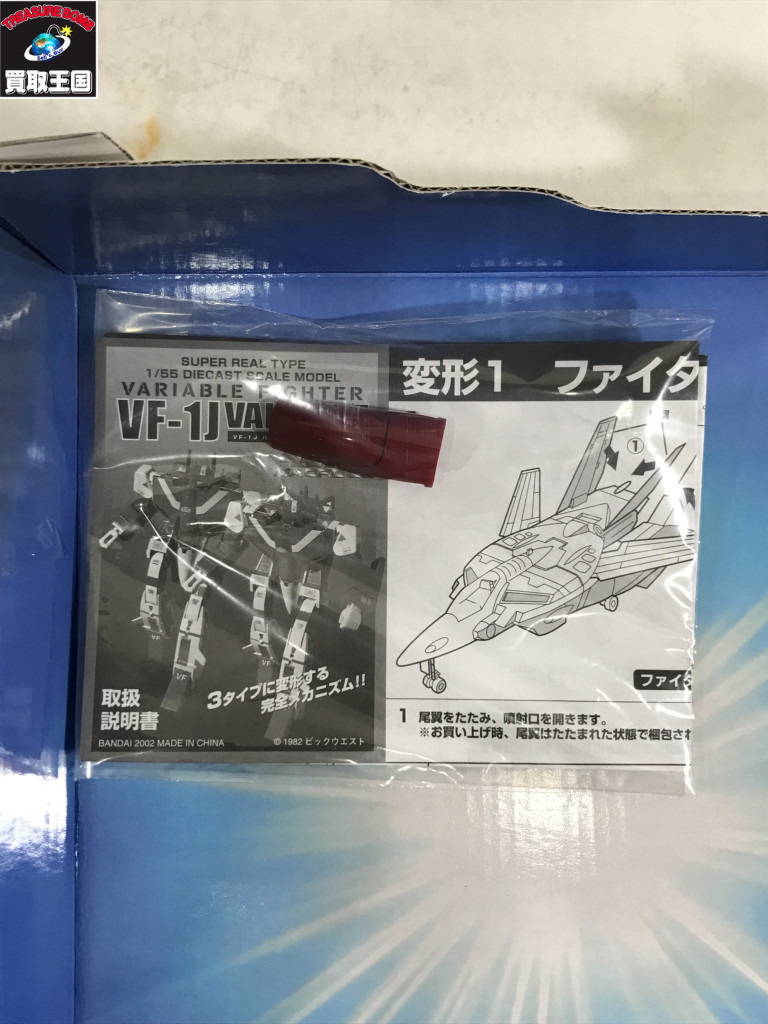 TREASURE BOMB
買取王国
SUPER REAL TYPE
1/55 DIECAST SCALE MODEL
VARIABLE FIGHTER
VF-1J
変形1 ファイタ
①
VF
VF
3タイプに変形する
完全メカニズム!!
取扱
説明書
BANDAI 2002 MADE IN CHINA
© 1982 ビックウエスト
ファイ
1 尾翼をたたみ、噴射口を開きます。
※お買い上げ時、尾翼はたたまれた状態で梱包され